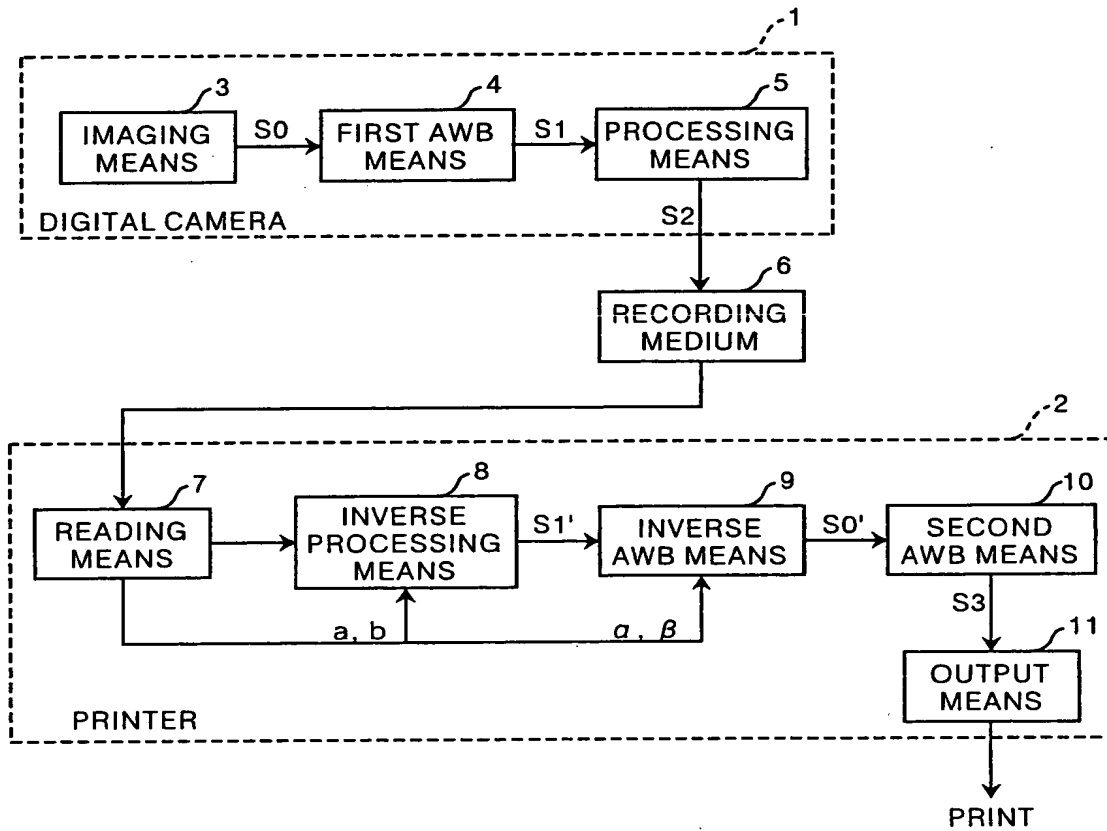 1
3
4
5
IMAGING
MEANS
S0
FIRST AWB
MEANS
S1
PROCESSING
MEANS
DIGITAL CAMERA
S2
6
RECORDING
MEDIUM
2
7
8
9
10
READING
MEANS
INVERSE
PROCESSING
MEANS
S1'
INVERSE
AWB MEANS
S0'
SECOND
AWB MEANS
a, b
α, β
S3
11
OUTPUT
MEANS
PRINTER
PRINT